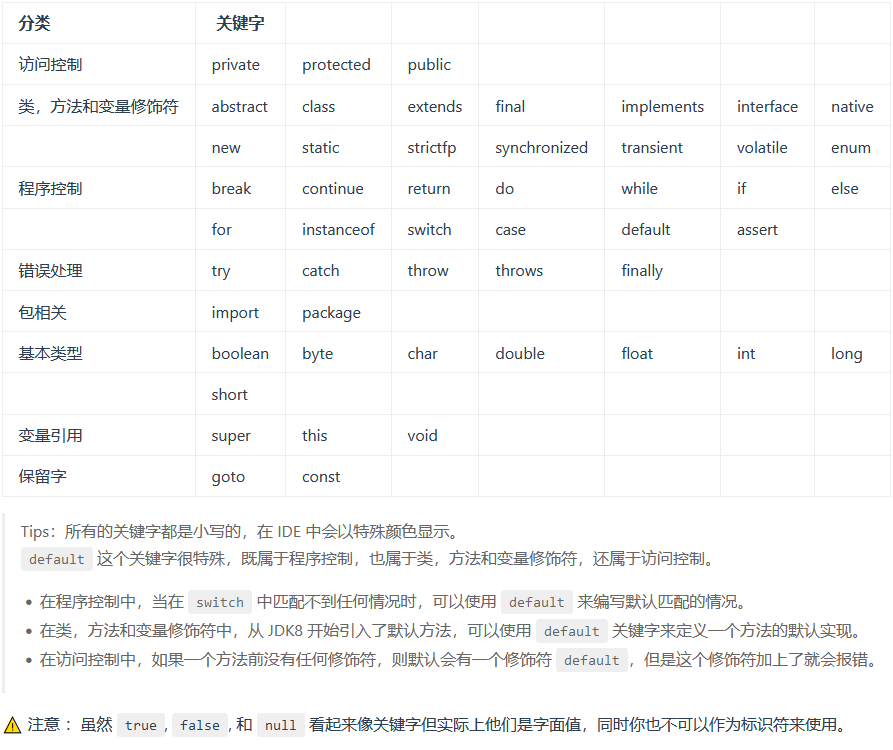 分类 关键字
访问控制 private protected public
类，方法和变量修饰符 abstract class extends final implements interface native
new static strictfp synchronized transient volatile enum
程序控制 break continue return do while if else
for instanceof switch case default assert
错误处理 try catch throw throws finally
包相关 import package
基本类型 boolean byte char double float int long
short
变量引用 super this void
保留字 goto const
Tips：所有的关键字都是小写的，在 IDE 中会以特殊颜色显示。
default 这个关键字很特殊，既属于程序控制，也属于类，方法和变量修饰符，还属于访问控制。
• 在程序控制中，当在 switch 中匹配不到任何情况时，可以使用 default 来编写默认匹配的情况。
• 在类，方法和变量修饰符中，从 JDK8 开始引入了默认方法，可以使用 default 关键字来定义一个方法的默认实现。
• 在访问控制中，如果一个方法前没有任何修饰符，则默认会有一个修饰符 default，但是这个修饰符加上了就会报错。
⚠️ 注意 ：虽然 true, false, 和 null 看起来像关键字但实际上他们是字面值，同时你也不可以作为标识符来使用。